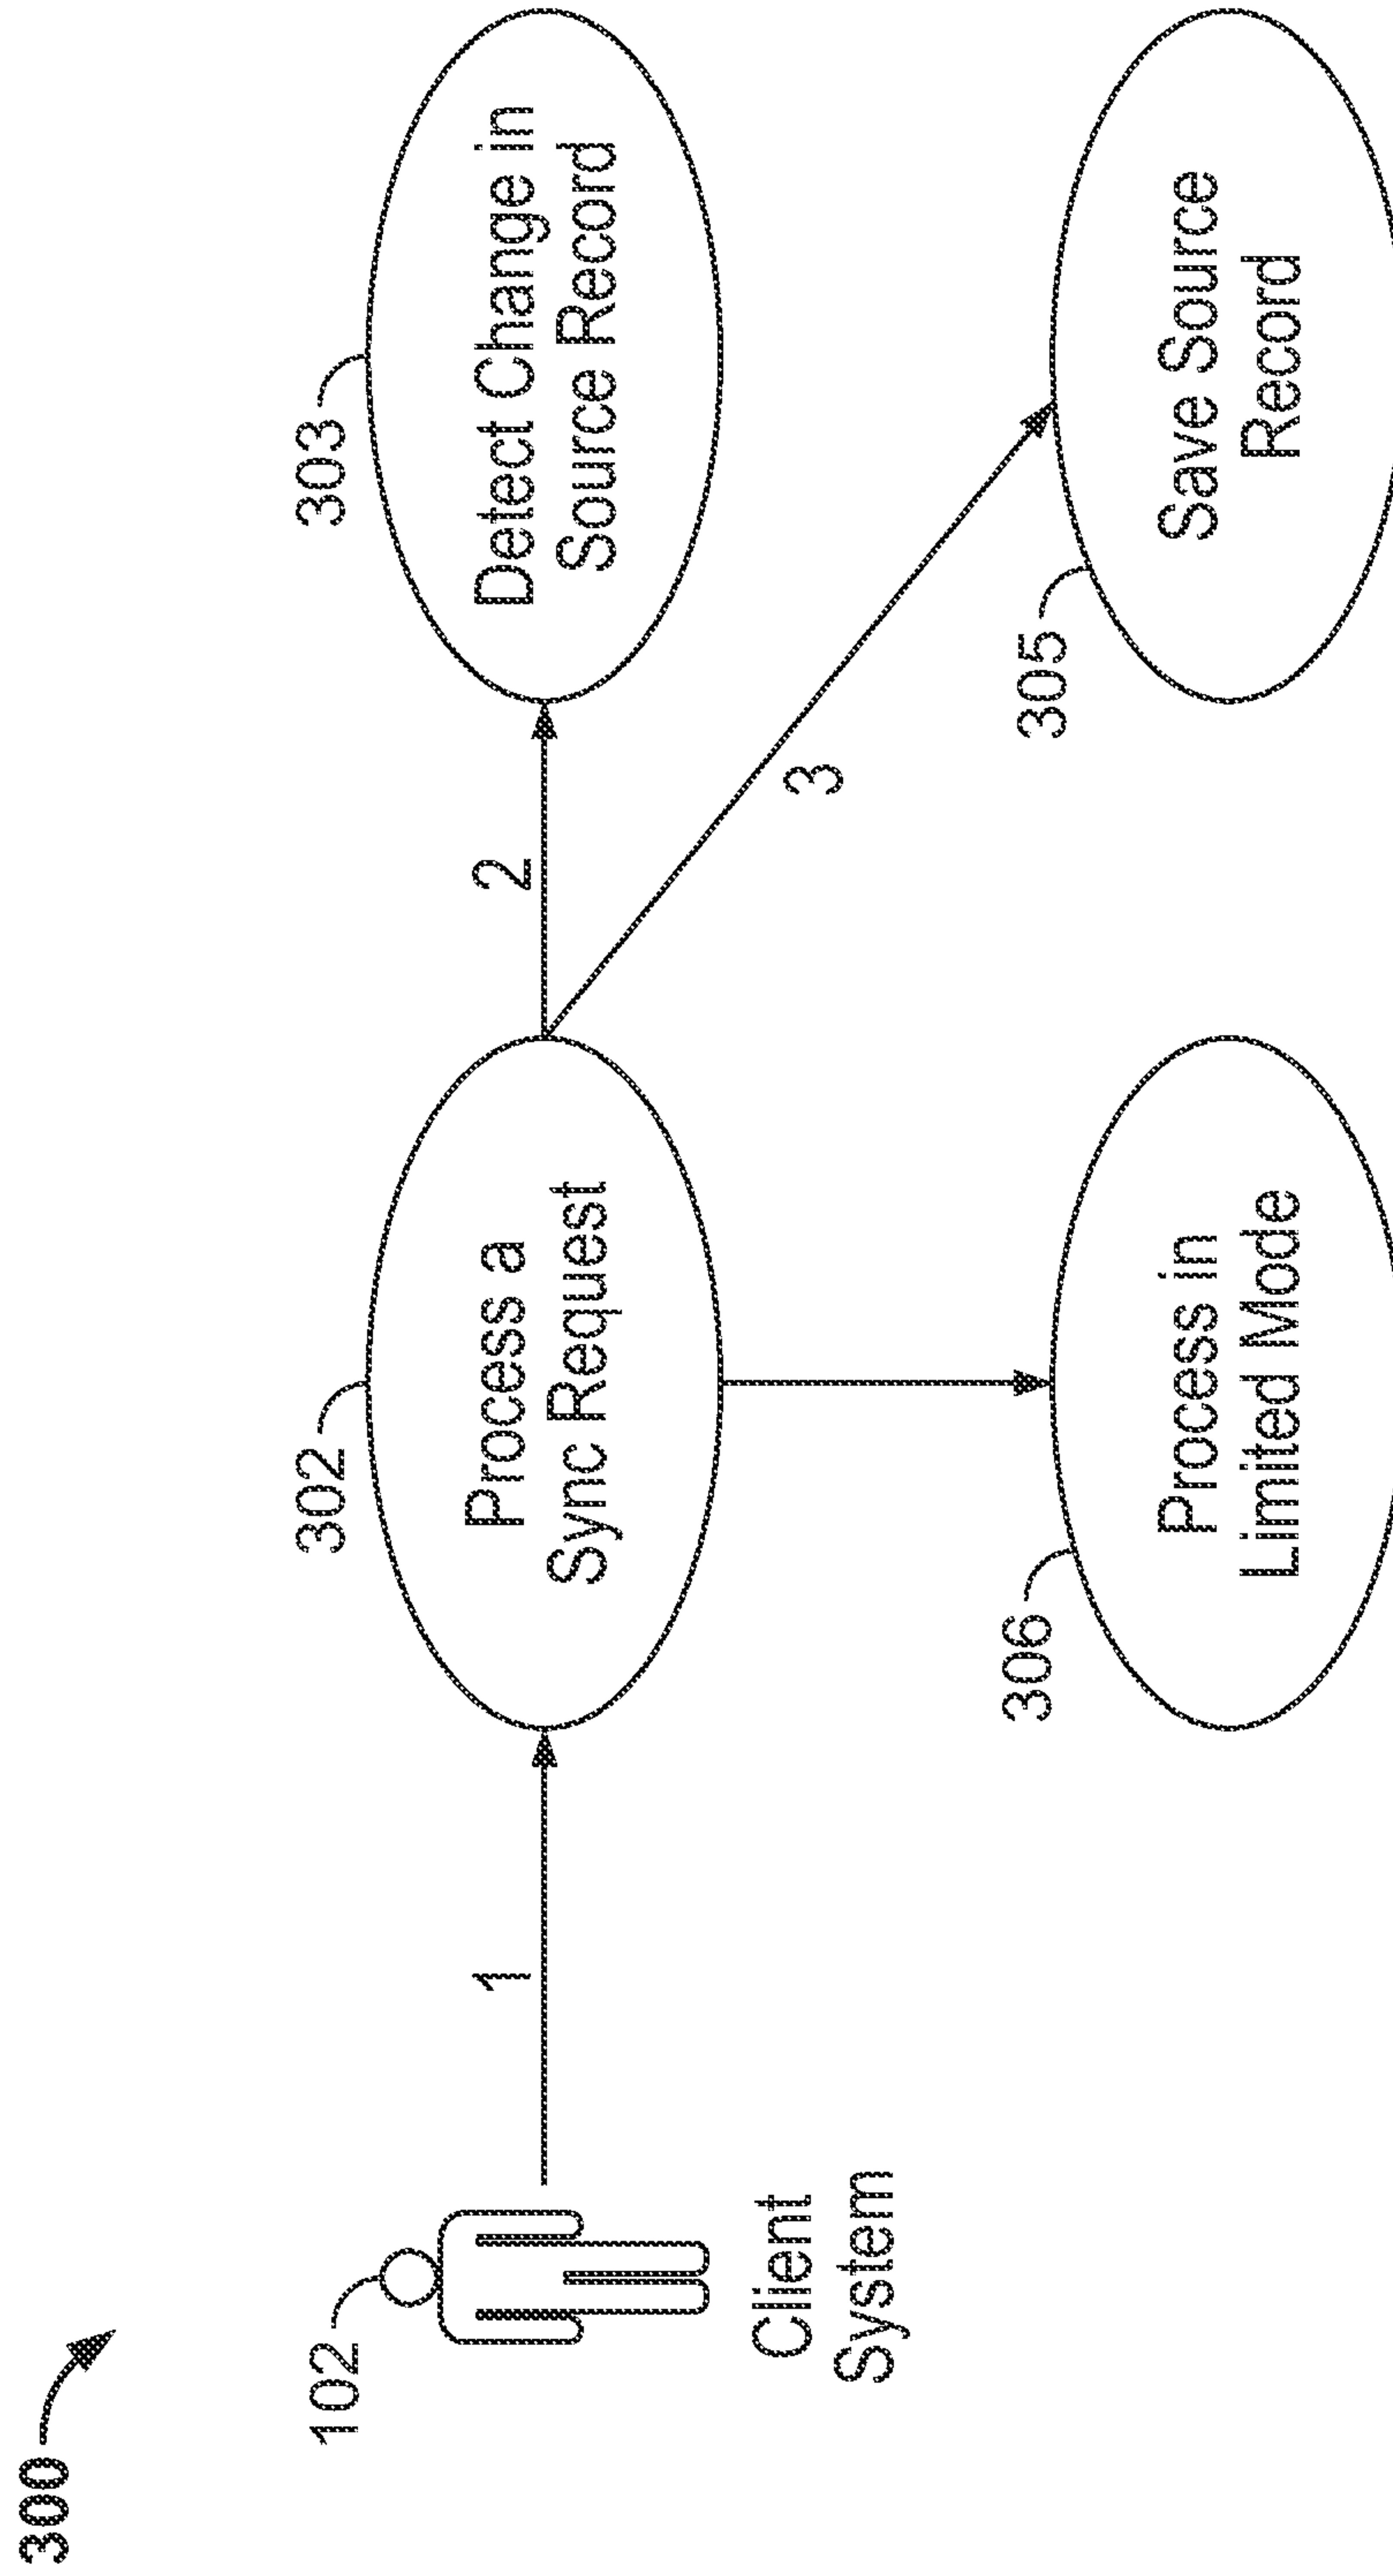 300
102
Client
System
1
302
Process a
Sync Request
2
303
Detect Change in
Source Record
3
306
Process in
Limited Mode
305
Save Source
Record